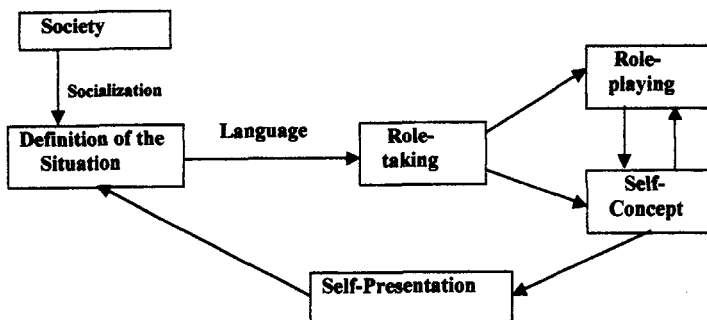 Society
Socialization
Definition of the
Situation
Language
Role-
taking
Role-
playing
Self-
Concept
Self-Presentation